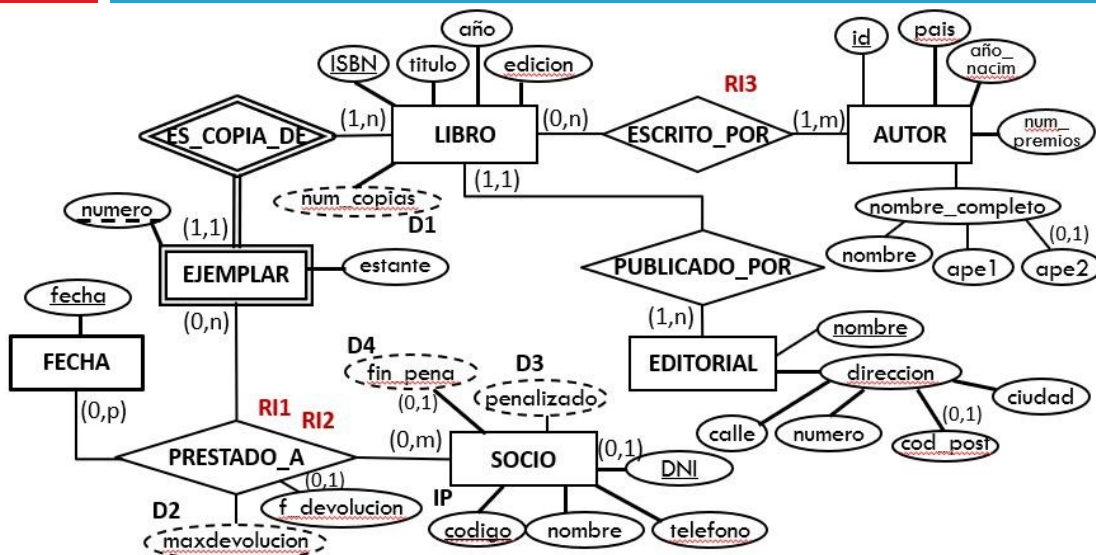 año
ISBN
titulo
edicion
id
pais
año_
nacim
RI3
ES_COPIA_DE
(1,n)
LIBRO
(0,n)
ESCRITO_POR
(1,m)
AUTOR
num_
premios
num_copias
D1
(1,1)
nombre_completo
numero
(1,1)
nombre
ape1
(0,1)
ape2
EJEMPLAR
estante
PUBLICADO_POR
fecha
(0,n)
(1,n)
FECHA
D4
fin_pena
(0,1)
D3
penalizado
EDITORIAL
nombre
direccion
ciudad
(0,p)
RI1
RI2
(0,m)
calle
numero
(0,1)
cod_post
PRESTADO_A
(0,1)
f_devolucion
SOCIO
(0,1)
DNI
D2
maxdevolucion
IP
codigo
nombre
telefono